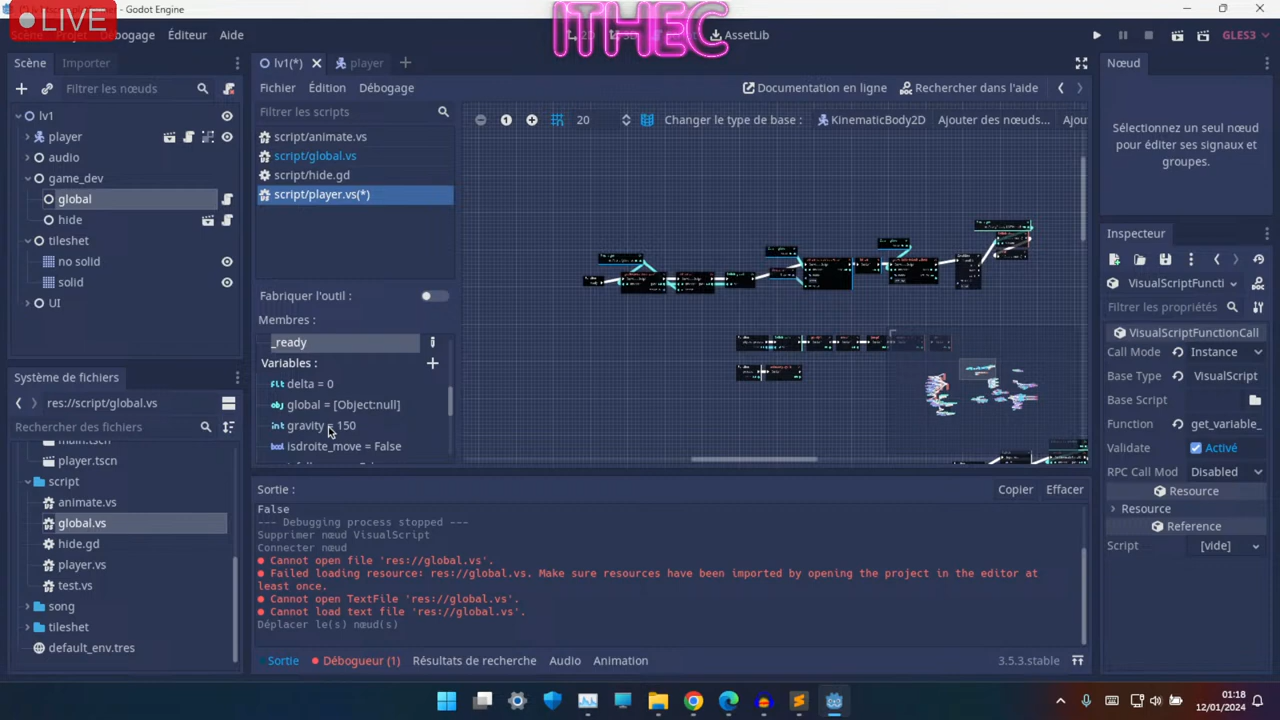 LIVE
- Godot Engine
ITHEC
Scène Projet Débogage Éditeur Aide
AssetLib
GLES3
Scène Importer
Filtrer les nœuds
lv1
player
audio
game_dev
global
hide
tileshet
no solid
solid
UI
Système de fichiers
res://script/global.vs
Rechercher des fichiers
main.tscn
player.tscn
script
animate.vs
global.vs
hide.gd
player.vs
test.vs
song
tileshet
default_env.tres
lv1(*) player
Fichier Édition Débogage
Documentation en ligne Rechercher dans l'aide
Filtrer les scripts
script/animate.vs
script/global.vs
script/hide.gd
script/player.vs(*)
Fabriquer l'outil :
Membres :
_ready
Variables :
delta = 0
global = [Object:null]
gravity = 150
isdroite_move = False
20 Changer le type de base : KinematicBody2D Ajouter des nœuds... Ajou
Sortie : Copier Effacer
False
--- Debugging process stopped ---
Supprimer nœud VisualScript
Connecter nœud
Cannot open file 'res://global.vs'.
Failed loading resource: res://global.vs. Make sure resources have been imported by opening the project in the editor at
least once.
Cannot open TextFile 'res://global.vs'.
Cannot load text file 'res://global.vs'.
Déplacer le(s) nœud(s)
Sortie Débogueur (1) Résultats de recherche Audio Animation 3.5.3.stable
Nœud
Sélectionnez un seul nœud
pour éditer ses signaux et
groupes.
Inspecteur
VisualScriptFuncti
Filtrer les propriétés
VisualScriptFunctionCall
Call Mode Instance
Base Type VisualScript
Base Script
Function get_variable_
Validate Activé
RPC Call Mod Disabled
Resource
Resource
Reference
Script [vide]
01:18
12/01/2024